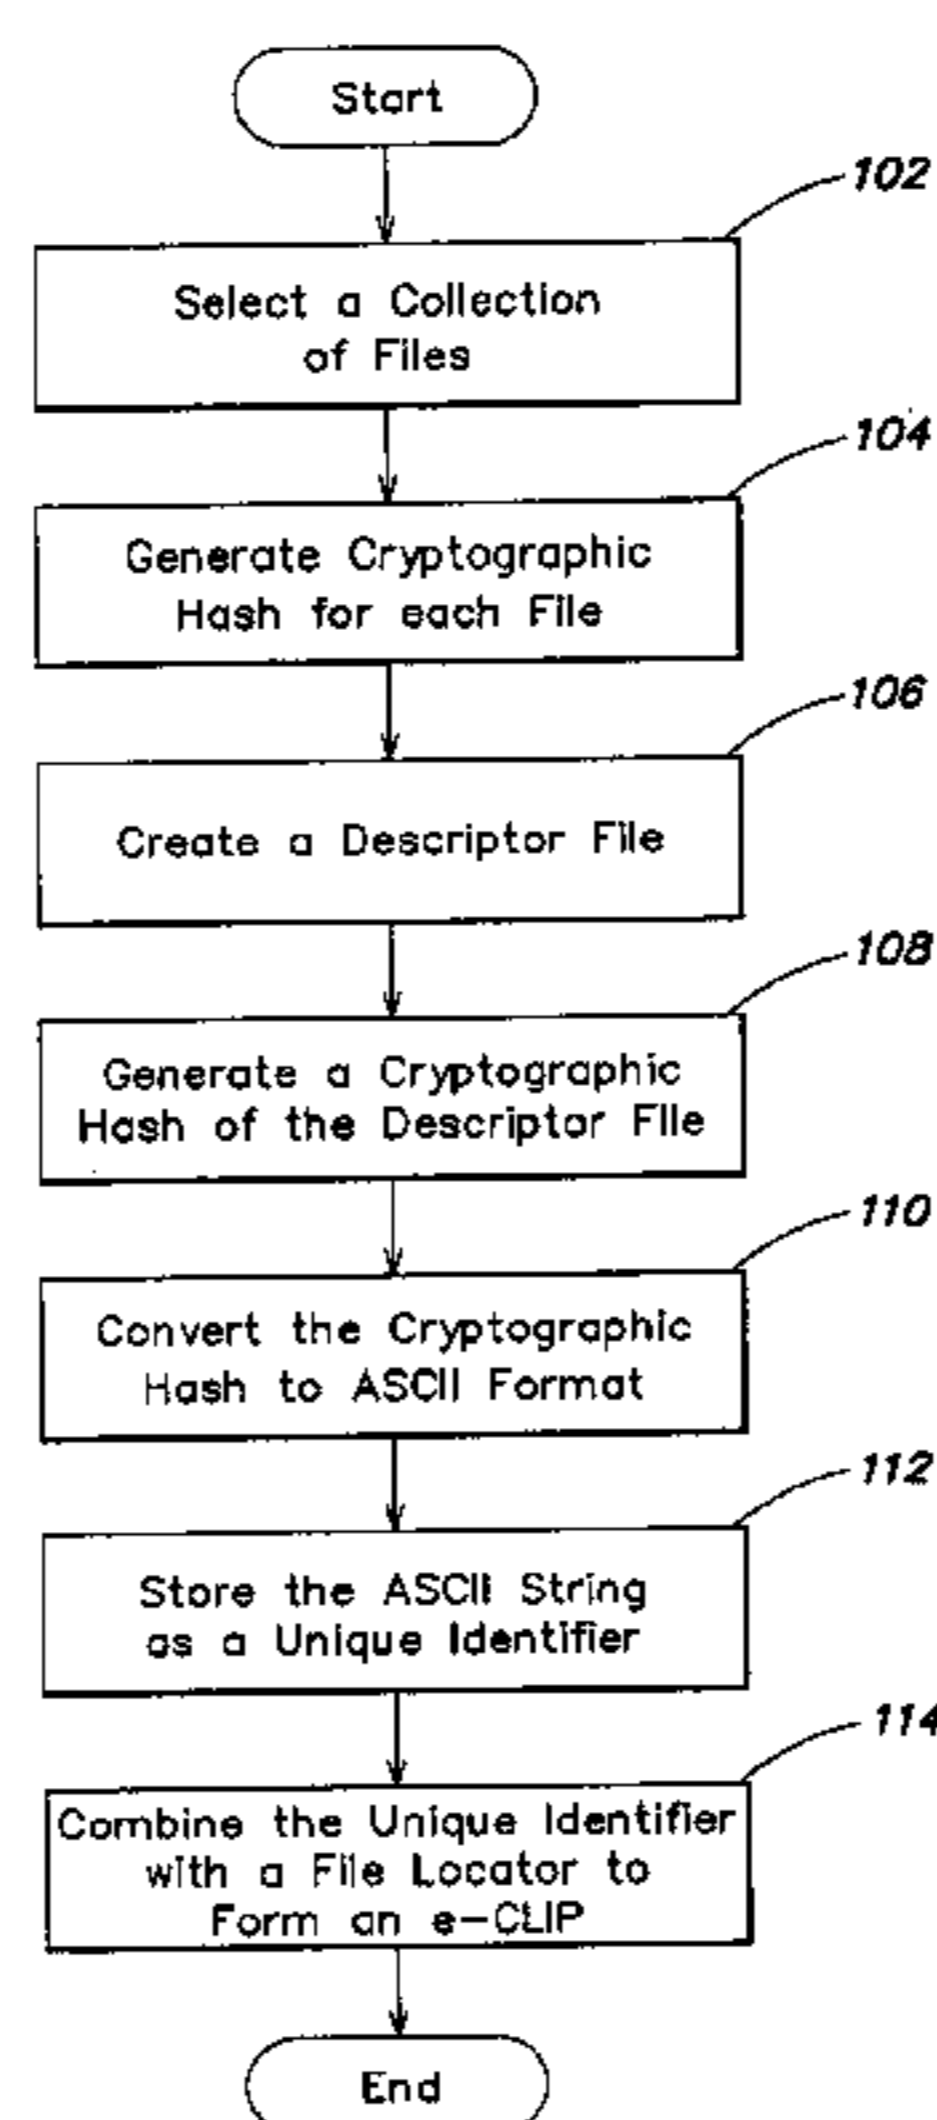 Start
102
Select a Collection
of Files
104
Generate Cryptographic
Hash for each File
106
Create a Descriptor File
108
Generate a Cryptographic
Hash of the Descriptor File
110
Convert the Cryptographic
Hash to ASCII Format
112
Store the ASCII String
as a Unique Identifier
114
Combine the Unique Identifier
with a File Locator to
Form an e-CLIP
End